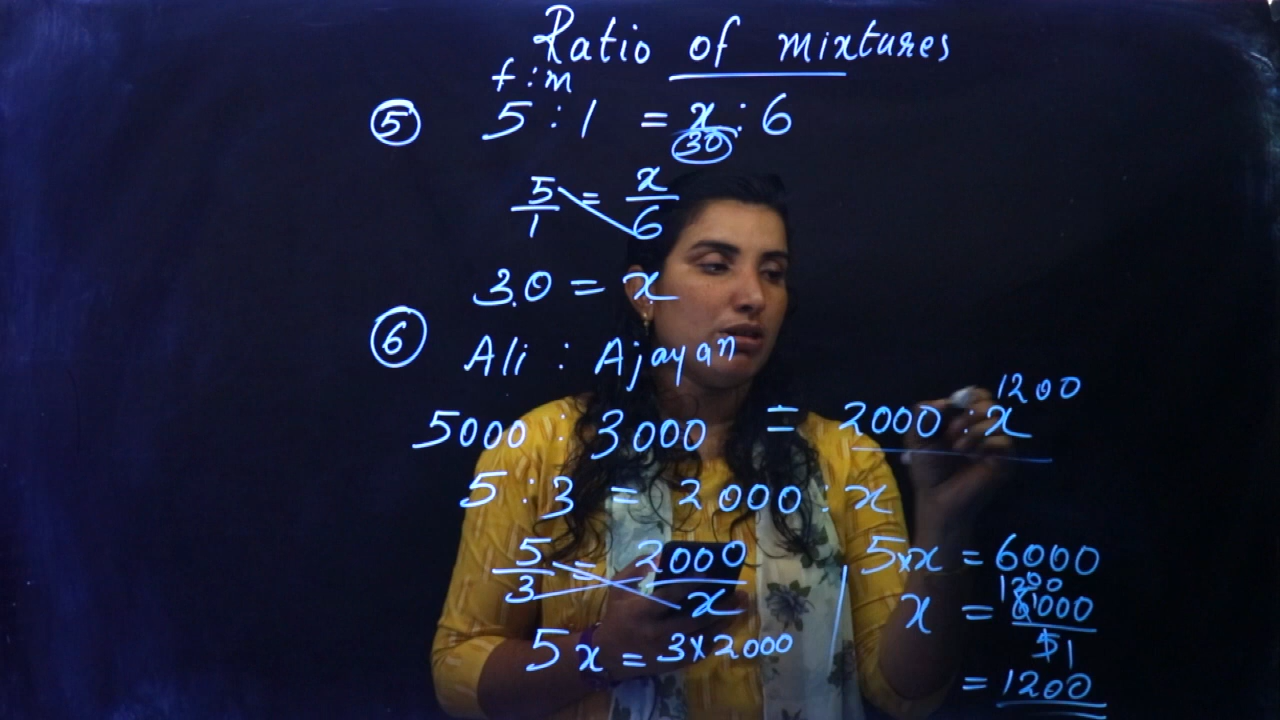 Ratio of mixtures
f : m
⑤ 5 : 1 = x : 6
30
5/1 = x/6
30 = x
⑥ Ali : Ajayan
1200
5000 : 3000 = 2000 : x
5 : 3 = 2000 : x
5/3 = 2000/x
5x = 3 x 2000
5 x x = 6000
1200
x = 6000/5 1
= 1200